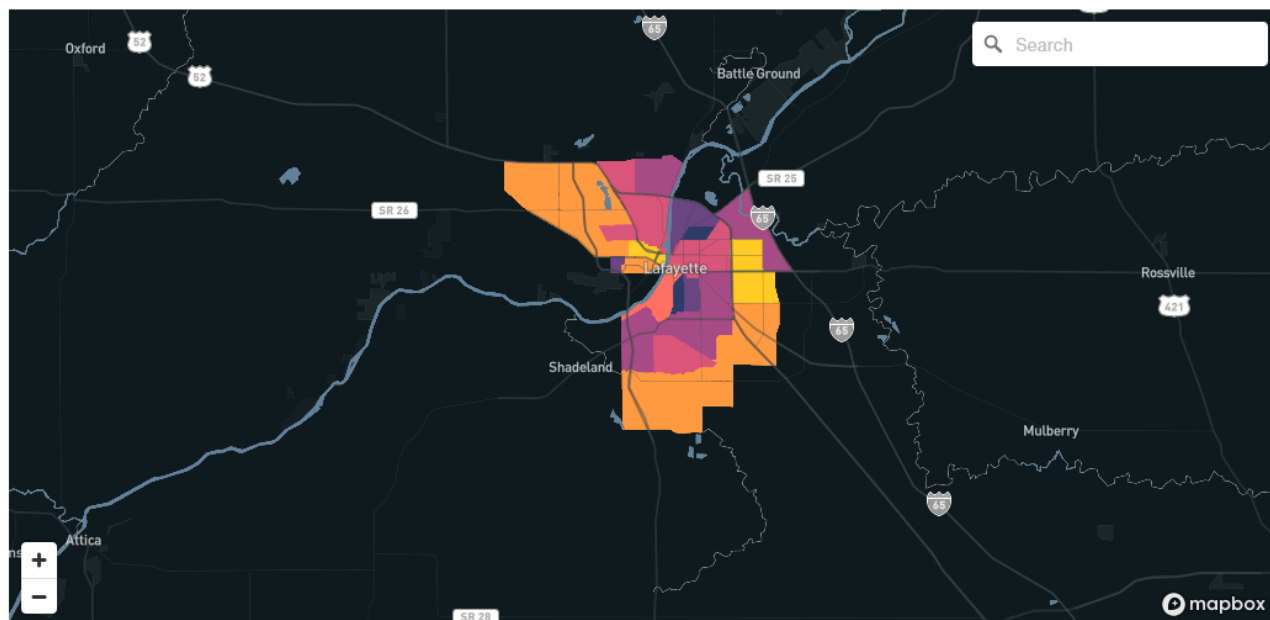 65
Search
Oxford
52
52
Battle Ground
SR 25
SR 26
65
Lafayette
Rossville
421
65
Shadeland
Mulberry
65
Attica
ms
+
−
SR 28
mapbox